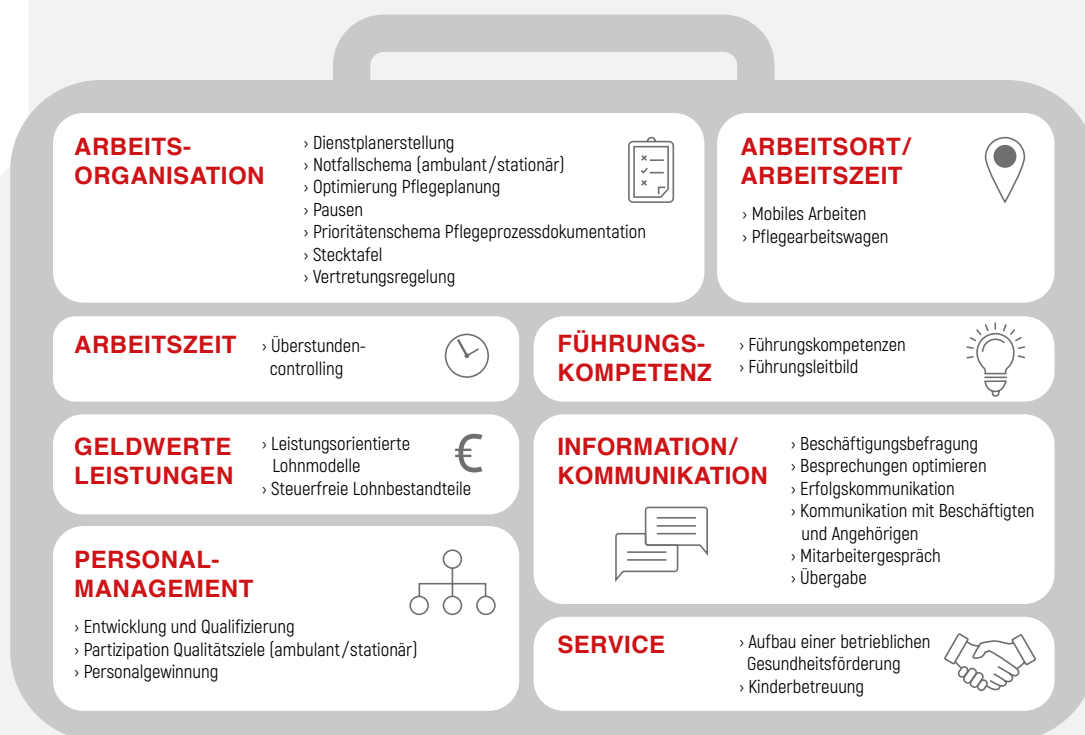 ARBEITS-
ORGANISATION
› Dienstplanerstellung
› Notfallschema (ambulant/stationär)
› Optimierung Pflegeplanung
› Pausen
› Prioritätenschema Pflegeprozessdokumentation
› Stecktafel
› Vertretungsregelung
ARBEITSORT/
ARBEITSZEIT
› Mobiles Arbeiten
› Pflegearbeitswagen
ARBEITSZEIT
› Überstunden-
controlling
FÜHRUNGS-
KOMPETENZ
› Führungskompetenzen
› Führungsleitbild
GELDWERTE
LEISTUNGEN
› Leistungsorientierte
Lohnmodelle
› Steuerfreie Lohnbestandteile
€
INFORMATION/
KOMMUNIKATION
› Beschäftigungsbefragung
› Besprechungen optimieren
› Erfolgskommunikation
› Kommunikation mit Beschäftigten
und Angehörigen
› Mitarbeitergespräch
› Übergabe
PERSONAL-
MANAGEMENT
› Entwicklung und Qualifizierung
› Partizipation Qualitätsziele (ambulant/stationär)
› Personalgewinnung
SERVICE
› Aufbau einer betrieblichen
Gesundheitsförderung
› Kinderbetreuung